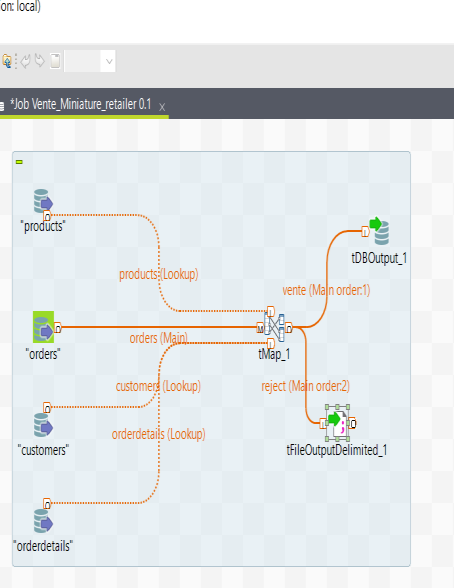 on: local)
*Job Vente_Miniature_retailer 0.1 x
"products"
tDBOutput_1
products (Lookup)
vente (Main order:1)
orders (Main)
"orders"
tMap_1
customers (Lookup)
reject (Main order:2)
orderdetails (Lookup)
"customers"
tFileOutputDelimited_1
"orderdetails"